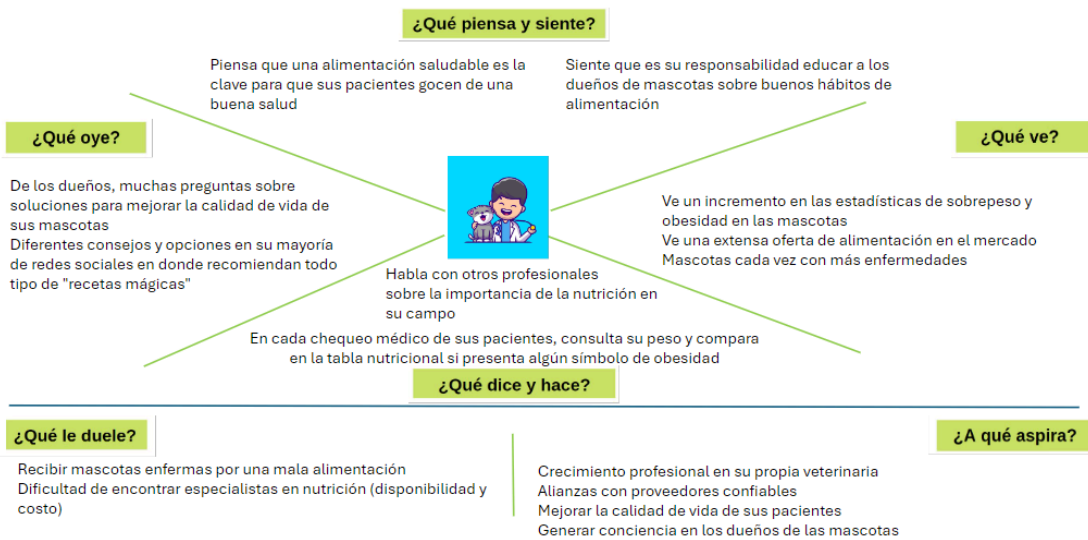 ¿Qué piensa y siente?
Piensa que una alimentación saludable es la
clave para que sus pacientes gocen de una
buena salud
Siente que es su responsabilidad educar a los
dueños de mascotas sobre buenos hábitos de
alimentación
¿Qué oye?
De los dueños, muchas preguntas sobre
soluciones para mejorar la calidad de vida de
sus mascotas
Diferentes consejos y opciones en su mayoría
de redes sociales en donde recomiendan todo
tipo de "recetas mágicas"
¿Qué ve?
Ve un incremento en las estadísticas de sobrepeso y
obesidad en las mascotas
Ve una extensa oferta de alimentación en el mercado
Mascotas cada vez con más enfermedades
Habla con otros profesionales
sobre la importancia de la nutrición en
su campo
En cada chequeo médico de sus pacientes, consulta su peso y compara
en la tabla nutricional si presenta algún símbolo de obesidad
¿Qué dice y hace?
¿Qué le duele?
Recibir mascotas enfermas por una mala alimentación
Dificultad de encontrar especialistas en nutrición (disponibilidad y
costo)
¿A qué aspira?
Crecimiento profesional en su propia veterinaria
Alianzas con proveedores confiables
Mejorar la calidad de vida de sus pacientes
Generar conciencia en los dueños de las mascotas